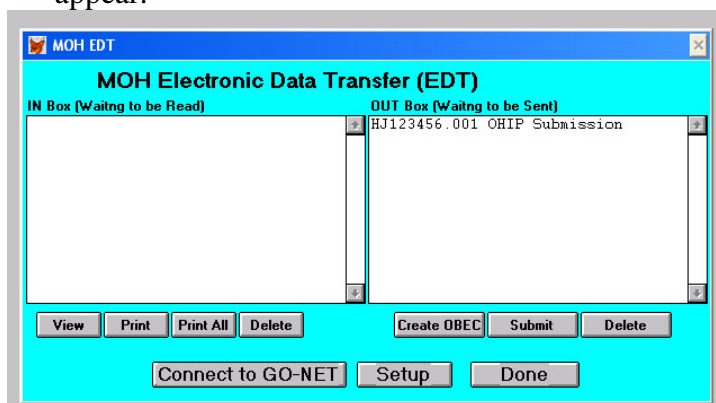 appear.
MOH EDT
MOH Electronic Data Transfer (EDT)
IN Box (Waitng to be Read) OUT Box (Waitng to be Sent)
HJ123456.001 OHIP Submission
View Print Print All Delete Create OBEC Submit Delete
Connect to GO-NET Setup Done